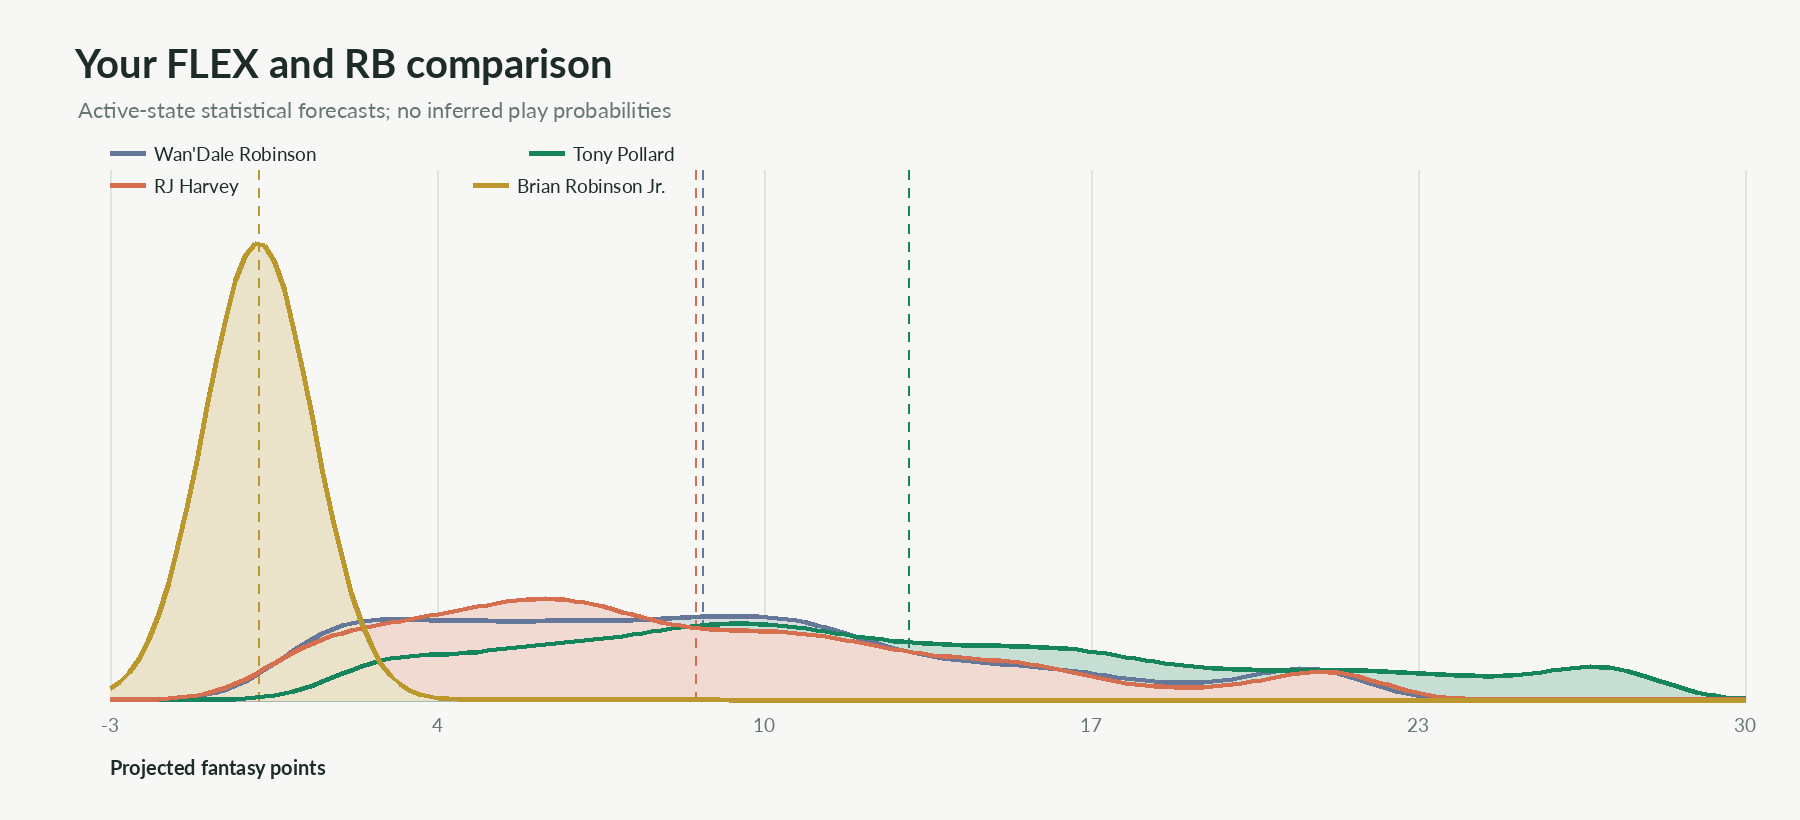 Your FLEX and RB comparison
Active-state statistical forecasts; no inferred play probabilities
Wan'Dale Robinson
Tony Pollard
RJ Harvey
Brian Robinson Jr.
-3 4 10 17 23 30
Projected fantasy points